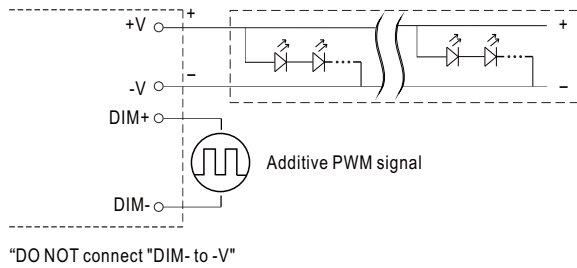 +V
+
+
-V
−
−
DIM+
Additive PWM signal
DIM-
“DO NOT connect "DIM- to -V"